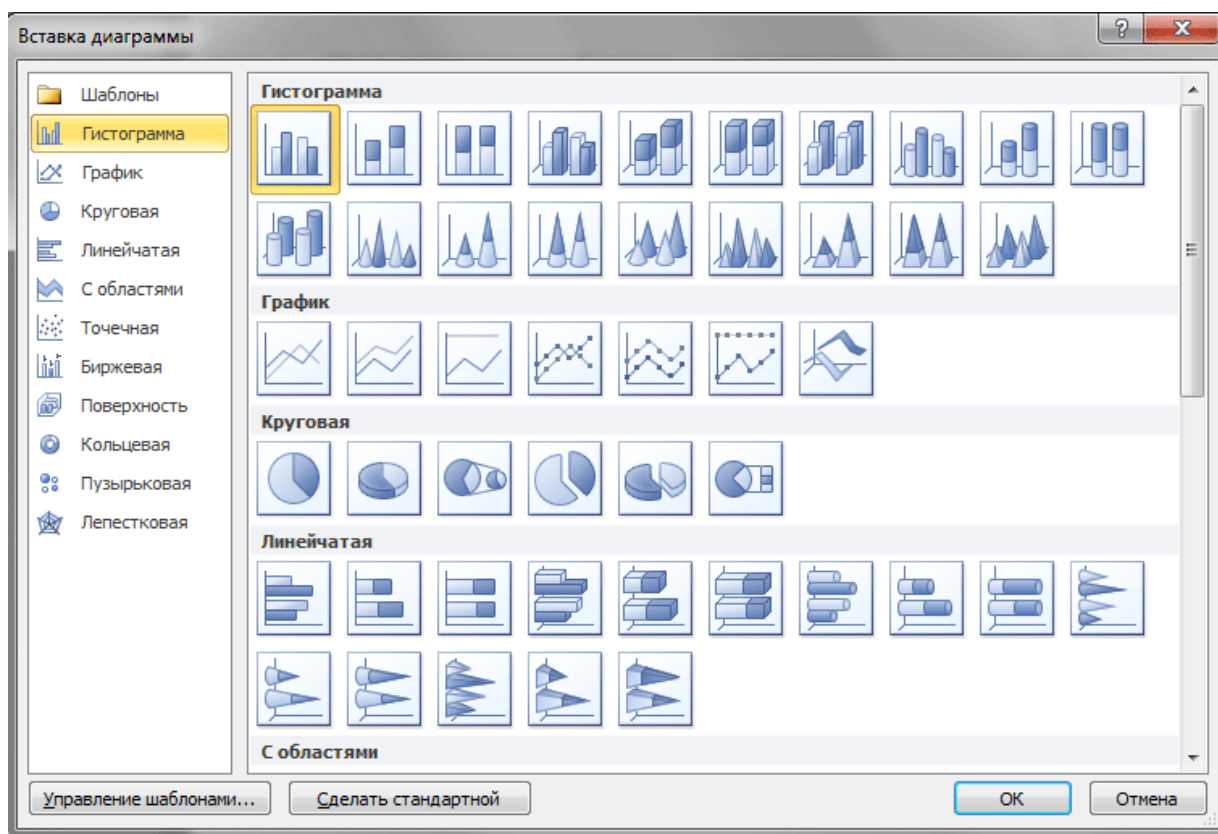 Вставка диаграммы
Шаблоны
Гистограмма
График
Круговая
Линейчатая
С областями
Точечная
Биржевая
Поверхность
Кольцевая
Пузырьковая
Лепестковая
Гистограмма
График
Круговая
Линейчатая
С областями
Управление шаблонами...
Сделать стандартной
ОК
Отмена